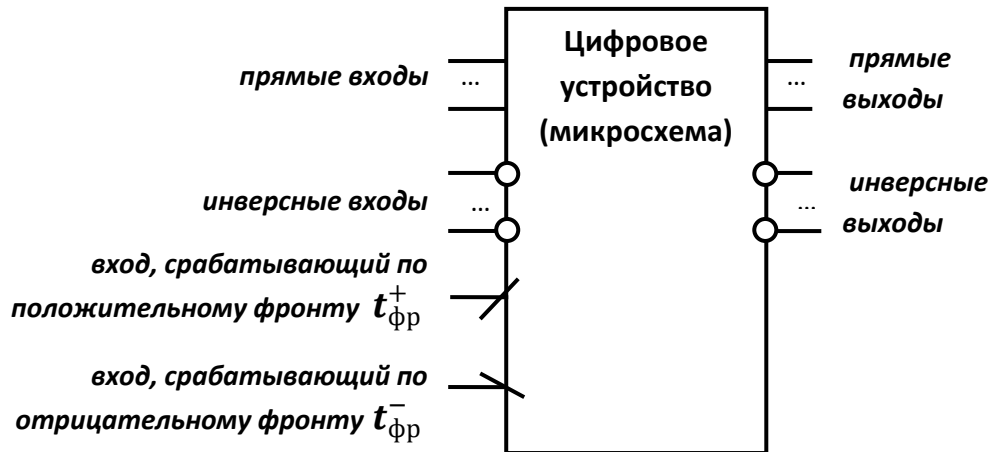 Цифровое
устройство
(микросхема)
прямые входы
...
...
прямые
выходы
инверсные входы
...
...
инверсные
выходы
вход, срабатывающий по
положительному фронту t⁺фр
вход, срабатывающий по
отрицательному фронту t⁻фр